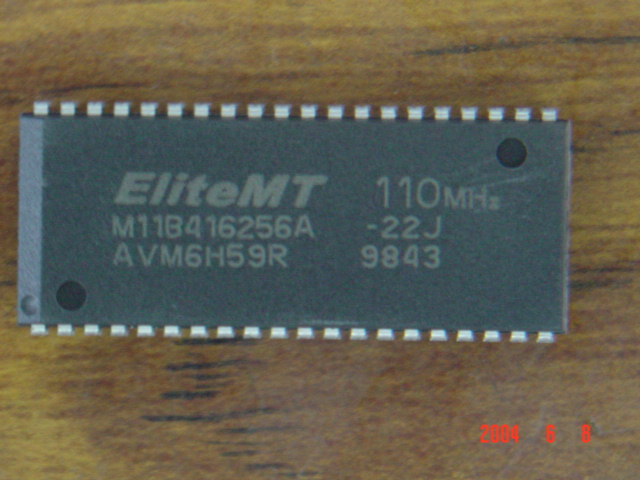 EliteMT 110MHz
M11B416256A -22J
AVM6H59R 9843
2004 6 8